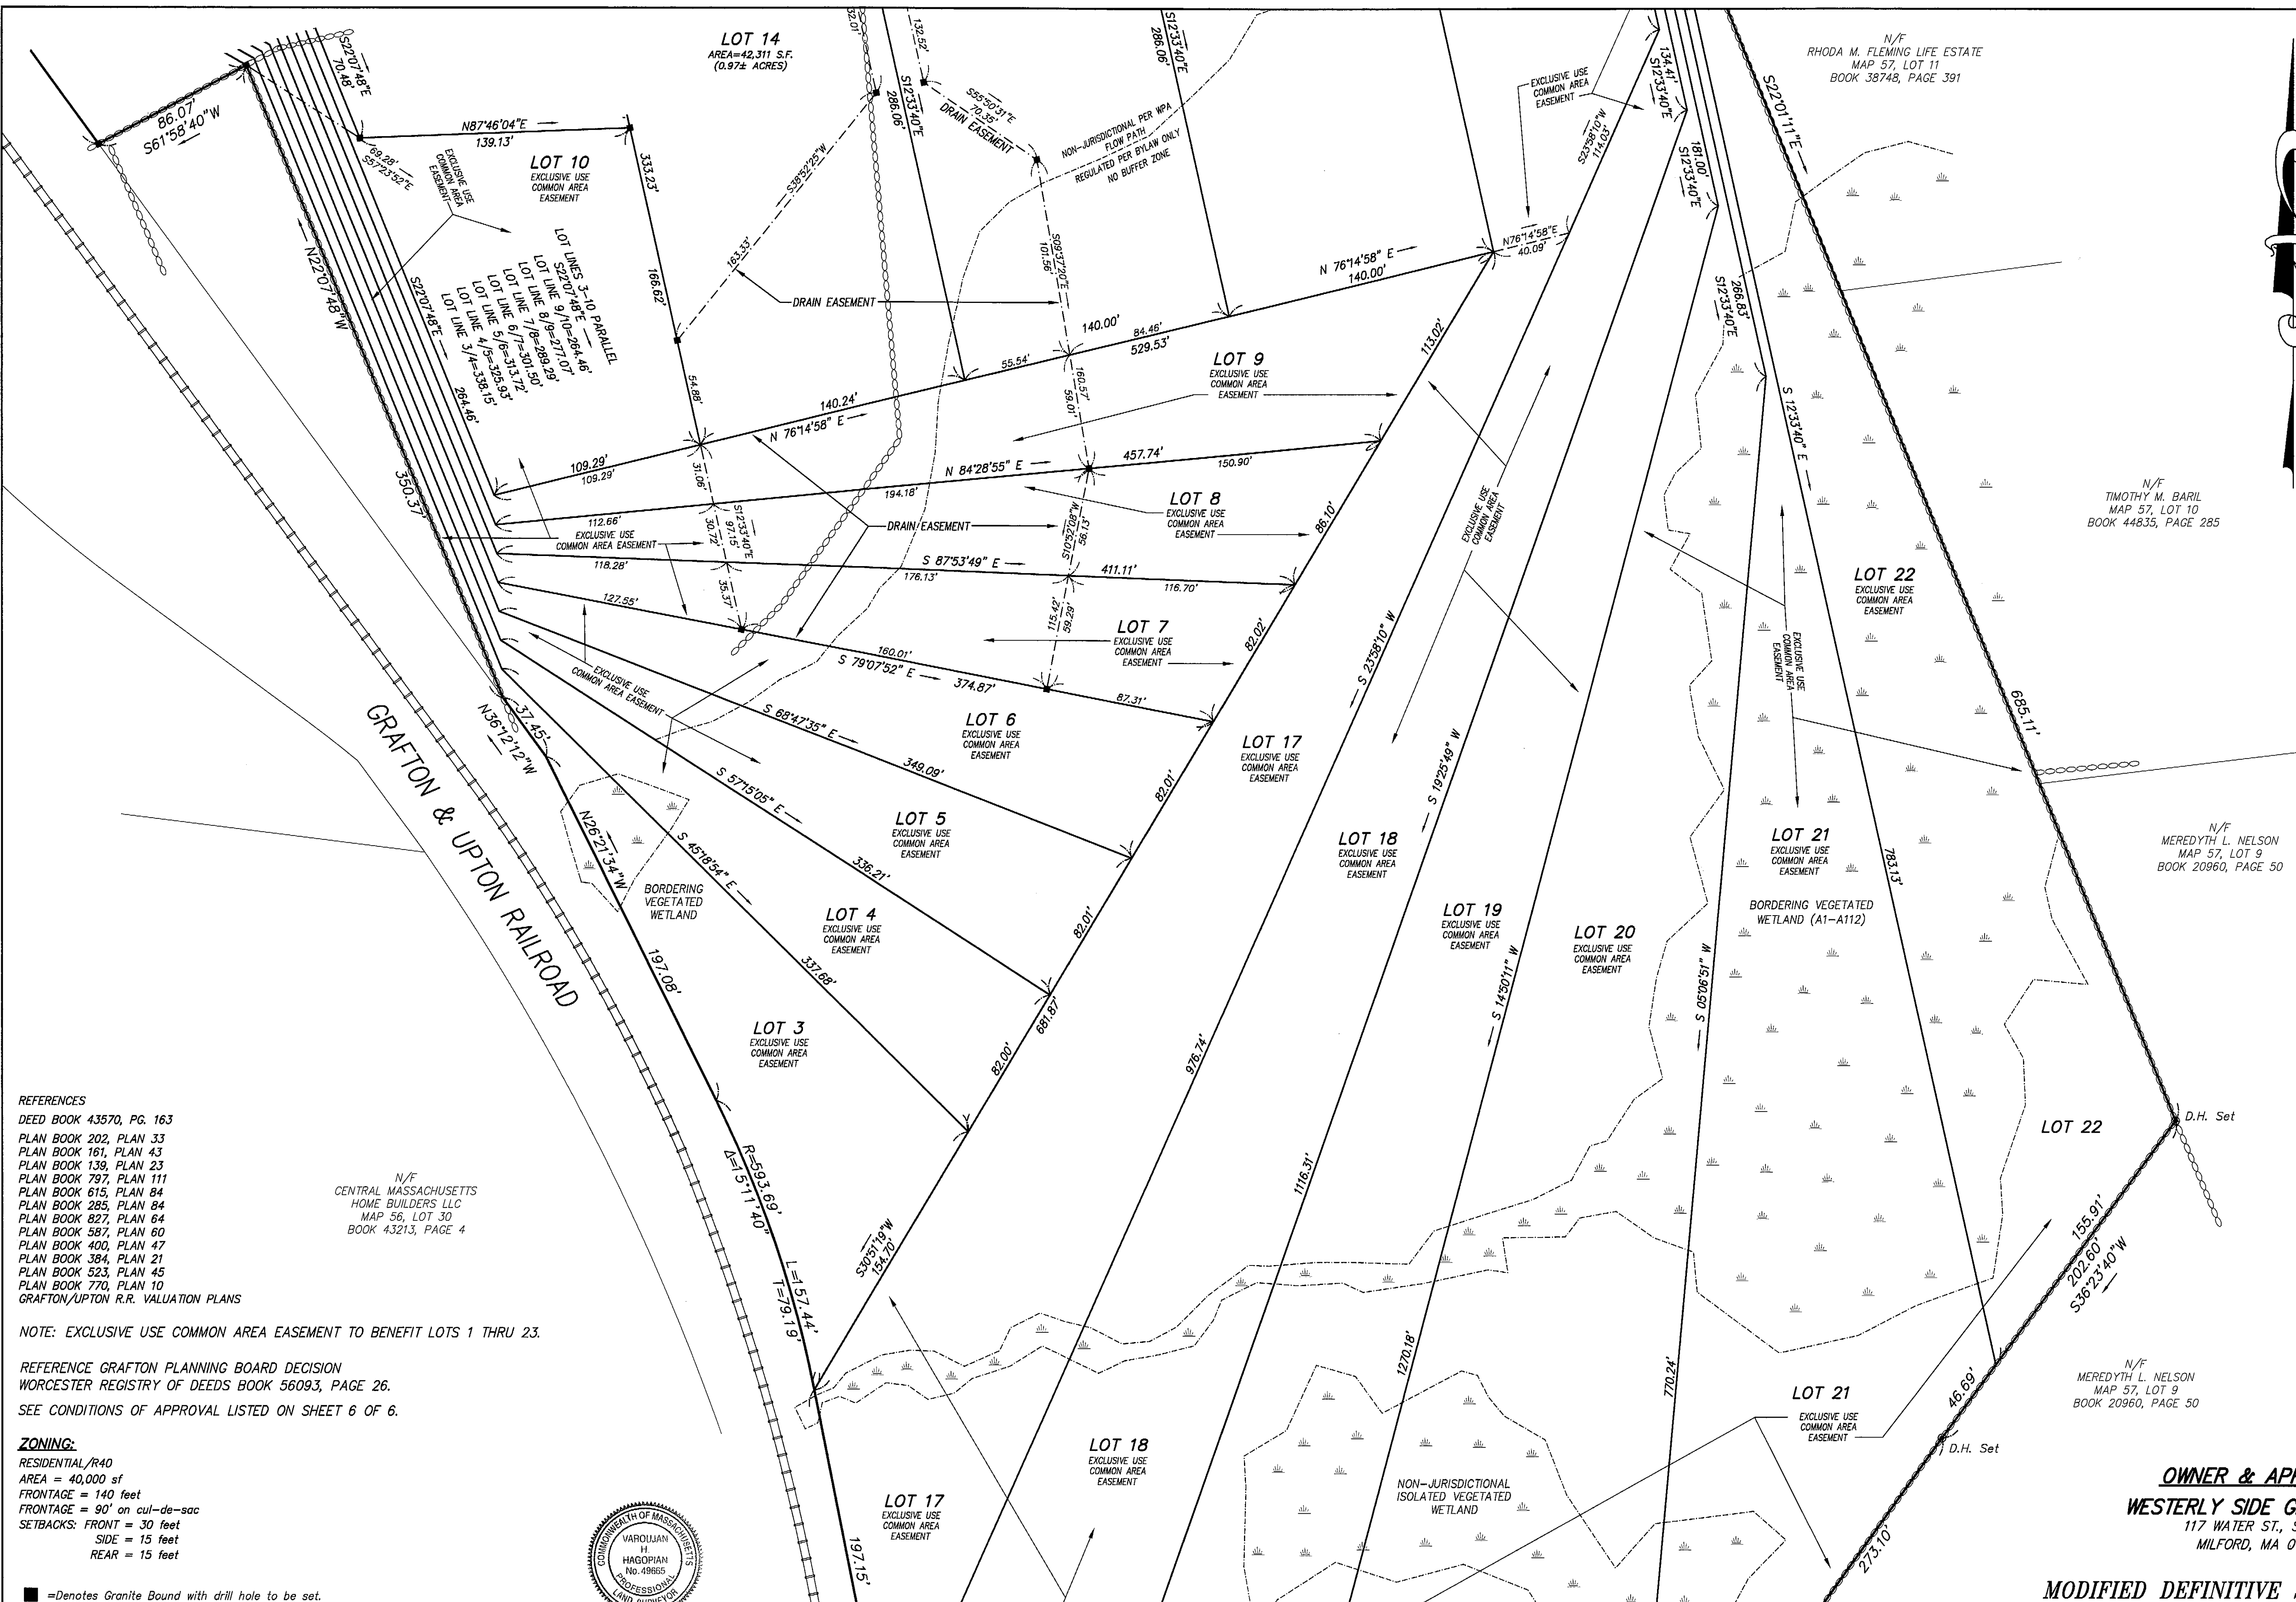 LOT 14
AREA=42,311 S.F.
(0.97± ACRES)
N/F
RHODA M. FLEMING LIFE ESTATE
MAP 57, LOT 11
BOOK 38748, PAGE 391
86.07'
S61°58'40"W
S22°07'48"E
70.48'
69.28'
S57°23'52"E
N87°46'04"E
139.13'
EXCLUSIVE USE
COMMON AREA
EASEMENT
LOT 10
EXCLUSIVE USE
COMMON AREA
EASEMENT
333.23'
166.62'
54.88'
S38°52'25"W
163.33'
32.01'
132.52'
S12°33'40"E
286.06'
S55°50'31"E
70.35'
DRAIN EASEMENT
NON-JURISDICTIONAL PER WPA
FLOW PATH
REGULATED PER BYLAW ONLY
NO BUFFER ZONE
S12°33'40"E
286.06'
EXCLUSIVE USE
COMMON AREA
EASEMENT
S23°58'10"W
114.03'
134.41'
S12°33'40"E
181.00'
S12°33'40"E
266.83'
S12°33'40"E
S22°01'11"E
685.11'
N76°14'58"E
40.09'
N 76°14'58" E
140.00'
S09°37'20"E
101.56'
DRAIN EASEMENT
140.00'
84.46'
529.53'
55.54'
140.24'
N 76°14'58" E
109.29'
109.29'
LOT LINES 3-10 PARALLEL
S22°07'48"E
LOT LINE 9/10=264.46'
LOT LINE 8/9=277.07'
LOT LINE 7/8=289.29'
LOT LINE 6/7=301.50'
LOT LINE 5/6=313.72'
LOT LINE 4/5=325.93'
LOT LINE 3/4=338.15'
S22°07'48"E
264.46'
N22°07'48"W
350.37'
LOT 9
EXCLUSIVE USE
COMMON AREA
EASEMENT
160.57'
59.01'
113.02'
N 84°28'55" E
457.74'
150.90'
194.18'
112.66'
31.06'
S12°33'40"E
97.15'
30.72'
35.37'
EXCLUSIVE USE
COMMON AREA EASEMENT
DRAIN EASEMENT
LOT 8
EXCLUSIVE USE
COMMON AREA
EASEMENT
S10°52'08"W
56.13'
86.10'
118.28'
S 87°53'49" E
411.11'
176.13'
116.70'
127.55'
115.42'
59.29'
LOT 7
EXCLUSIVE USE
COMMON AREA
EASEMENT
82.02'
160.01'
S 79°07'52" E
374.87'
87.31'
EXCLUSIVE USE
COMMON AREA EASEMENT
S 68°47'35" E
349.09'
LOT 6
EXCLUSIVE USE
COMMON AREA
EASEMENT
82.01'
37.45'
N36°12'12"W
S 57°15'05" E
336.21'
LOT 5
EXCLUSIVE USE
COMMON AREA
EASEMENT
82.01'
N26°21'34"W
197.08'
S 45°18'54" E
337.68'
BORDERING
VEGETATED
WETLAND
LOT 4
EXCLUSIVE USE
COMMON AREA
EASEMENT
681.87'
82.00'
GRAFTON & UPTON RAILROAD
LOT 3
EXCLUSIVE USE
COMMON AREA
EASEMENT
R=593.69'
Δ=15°11'40"
L=157.44'
T=79.19'
S30°51'19"W
154.70'
LOT 17
EXCLUSIVE USE
COMMON AREA
EASEMENT
S 23°58'10" W
976.74'
EXCLUSIVE USE
COMMON AREA
EASEMENT
LOT 18
EXCLUSIVE USE
COMMON AREA
EASEMENT
S 19°25'49" W
1116.31'
LOT 19
EXCLUSIVE USE
COMMON AREA
EASEMENT
S 14°50'11" W
1270.18'
LOT 20
EXCLUSIVE USE
COMMON AREA
EASEMENT
S 05°06'51" W
770.24'
S 12°33'40" E
783.13'
EXCLUSIVE USE
COMMON AREA
EASEMENT
LOT 22
EXCLUSIVE USE
COMMON AREA
EASEMENT
N/F
TIMOTHY M. BARIL
MAP 57, LOT 10
BOOK 44835, PAGE 285
LOT 21
EXCLUSIVE USE
COMMON AREA
EASEMENT
BORDERING VEGETATED
WETLAND (A1-A112)
N/F
MEREDYTH L. NELSON
MAP 57, LOT 9
BOOK 20960, PAGE 50
LOT 22
D.H. Set
155.91'
202.60'
S36°23'40"W
46.69'
D.H. Set
273.10'
N/F
MEREDYTH L. NELSON
MAP 57, LOT 9
BOOK 20960, PAGE 50
LOT 21
EXCLUSIVE USE
COMMON AREA
EASEMENT
NON-JURISDICTIONAL
ISOLATED VEGETATED
WETLAND
LOT 18
EXCLUSIVE USE
COMMON AREA
EASEMENT
LOT 17
EXCLUSIVE USE
COMMON AREA
EASEMENT
197.15'
N/F
CENTRAL MASSACHUSETTS
HOME BUILDERS LLC
MAP 56, LOT 30
BOOK 43213, PAGE 4
REFERENCES
DEED BOOK 43570, PG. 163
PLAN BOOK 202, PLAN 33
PLAN BOOK 161, PLAN 43
PLAN BOOK 139, PLAN 23
PLAN BOOK 797, PLAN 111
PLAN BOOK 615, PLAN 84
PLAN BOOK 285, PLAN 84
PLAN BOOK 827, PLAN 64
PLAN BOOK 587, PLAN 60
PLAN BOOK 400, PLAN 47
PLAN BOOK 384, PLAN 21
PLAN BOOK 523, PLAN 45
PLAN BOOK 770, PLAN 10
GRAFTON/UPTON R.R. VALUATION PLANS
NOTE: EXCLUSIVE USE COMMON AREA EASEMENT TO BENEFIT LOTS 1 THRU 23.
REFERENCE GRAFTON PLANNING BOARD DECISION
WORCESTER REGISTRY OF DEEDS BOOK 56093, PAGE 26.
SEE CONDITIONS OF APPROVAL LISTED ON SHEET 6 OF 6.
ZONING:
RESIDENTIAL/R40
AREA = 40,000 sf
FRONTAGE = 140 feet
FRONTAGE = 90' on cul-de-sac
SETBACKS: FRONT = 30 feet
SIDE = 15 feet
REAR = 15 feet
=Denotes Granite Bound with drill hole to be set.
COMMONWEALTH OF MASSACHUSETTS
VAROUJAN
H.
HAGOPIAN
No. 49665
PROFESSIONAL
LAND SURVEYOR
OWNER & AP
WESTERLY SIDE G
117 WATER ST., S
MILFORD, MA 0
MODIFIED DEFINITIVE